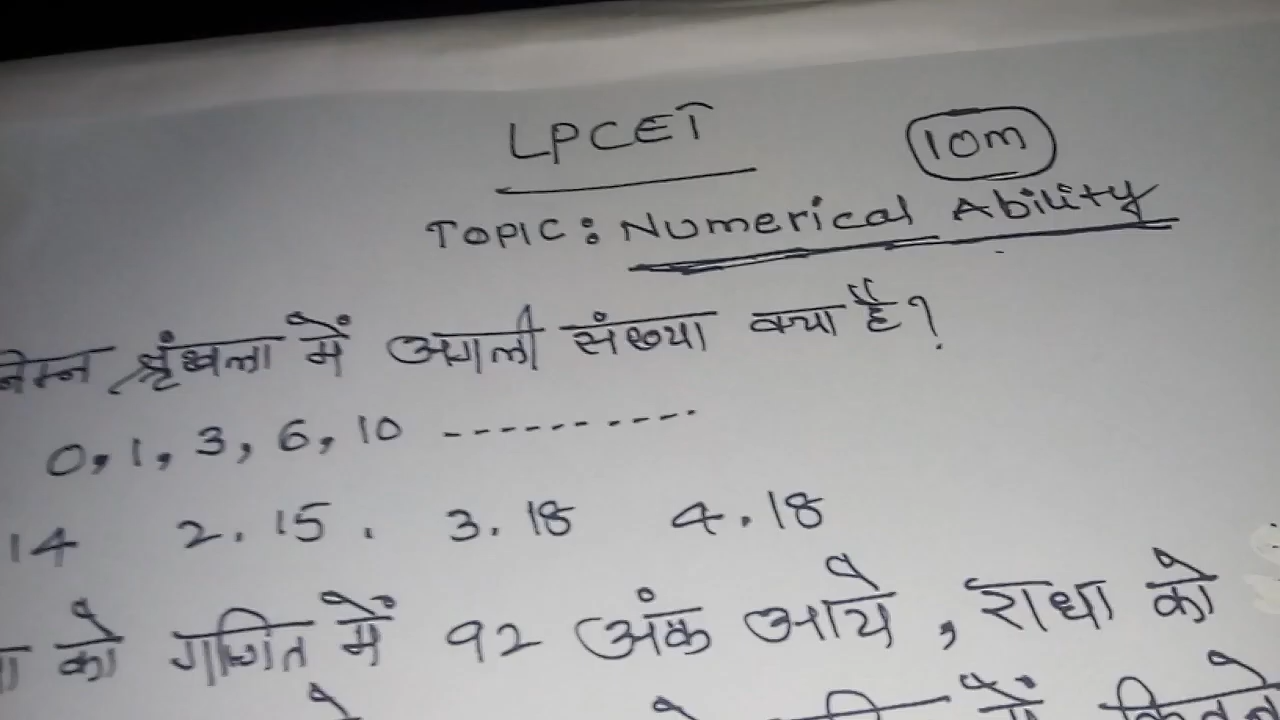 LPCET 10m
TOPIC: Numerical Ability
निम्न श्रृंखला में अगली संख्या क्या है?
0, 1, 3, 6, 10 ----------
14 2. 15. 3. 18 4. 18
को गणित में 92 अंक आये, राधा को